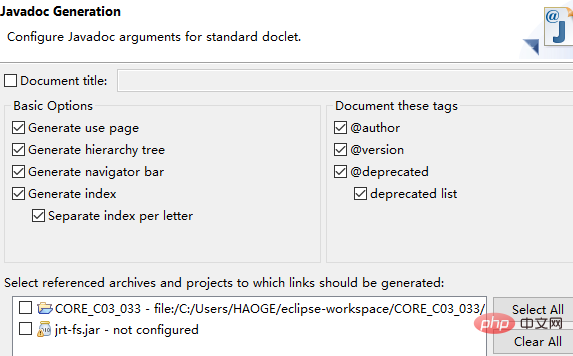 Javadoc Generation
Configure Javadoc arguments for standard doclet.
@
J
Document title:
Basic Options
Generate use page
Generate hierarchy tree
Generate navigator bar
Generate index
Separate index per letter
Document these tags
@author
@version
@deprecated
deprecated list
Select referenced archives and projects to which links should be generated:
CORE_C03_033 - file:/C:/Users/HAOGE/eclipse-workspace/CORE_C03_033/
jrt-fs.jar - not configured
Select All
Clear All
php 中文网